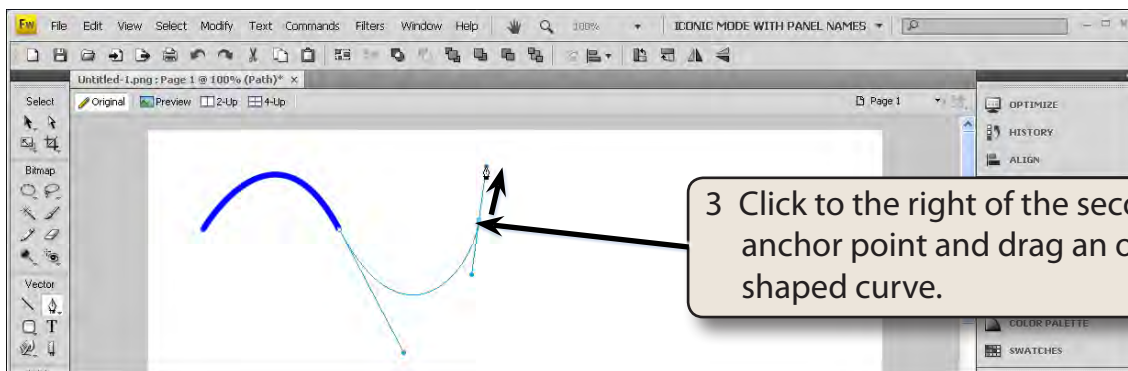 Fw File Edit View Select Modify Text Commands Filters Window Help 100% ICONIC MODE WITH PANEL NAMES
Untitled-1.png : Page 1 @ 100% (Path)* ×
Select Original Preview 2-Up 4-Up Page 1
OPTIMIZE
HISTORY
ALIGN
Bitmap
3 Click to the right of the
anchor point and drag an
shaped curve.
Vector
T
COLOR PALETTE
SWATCHES